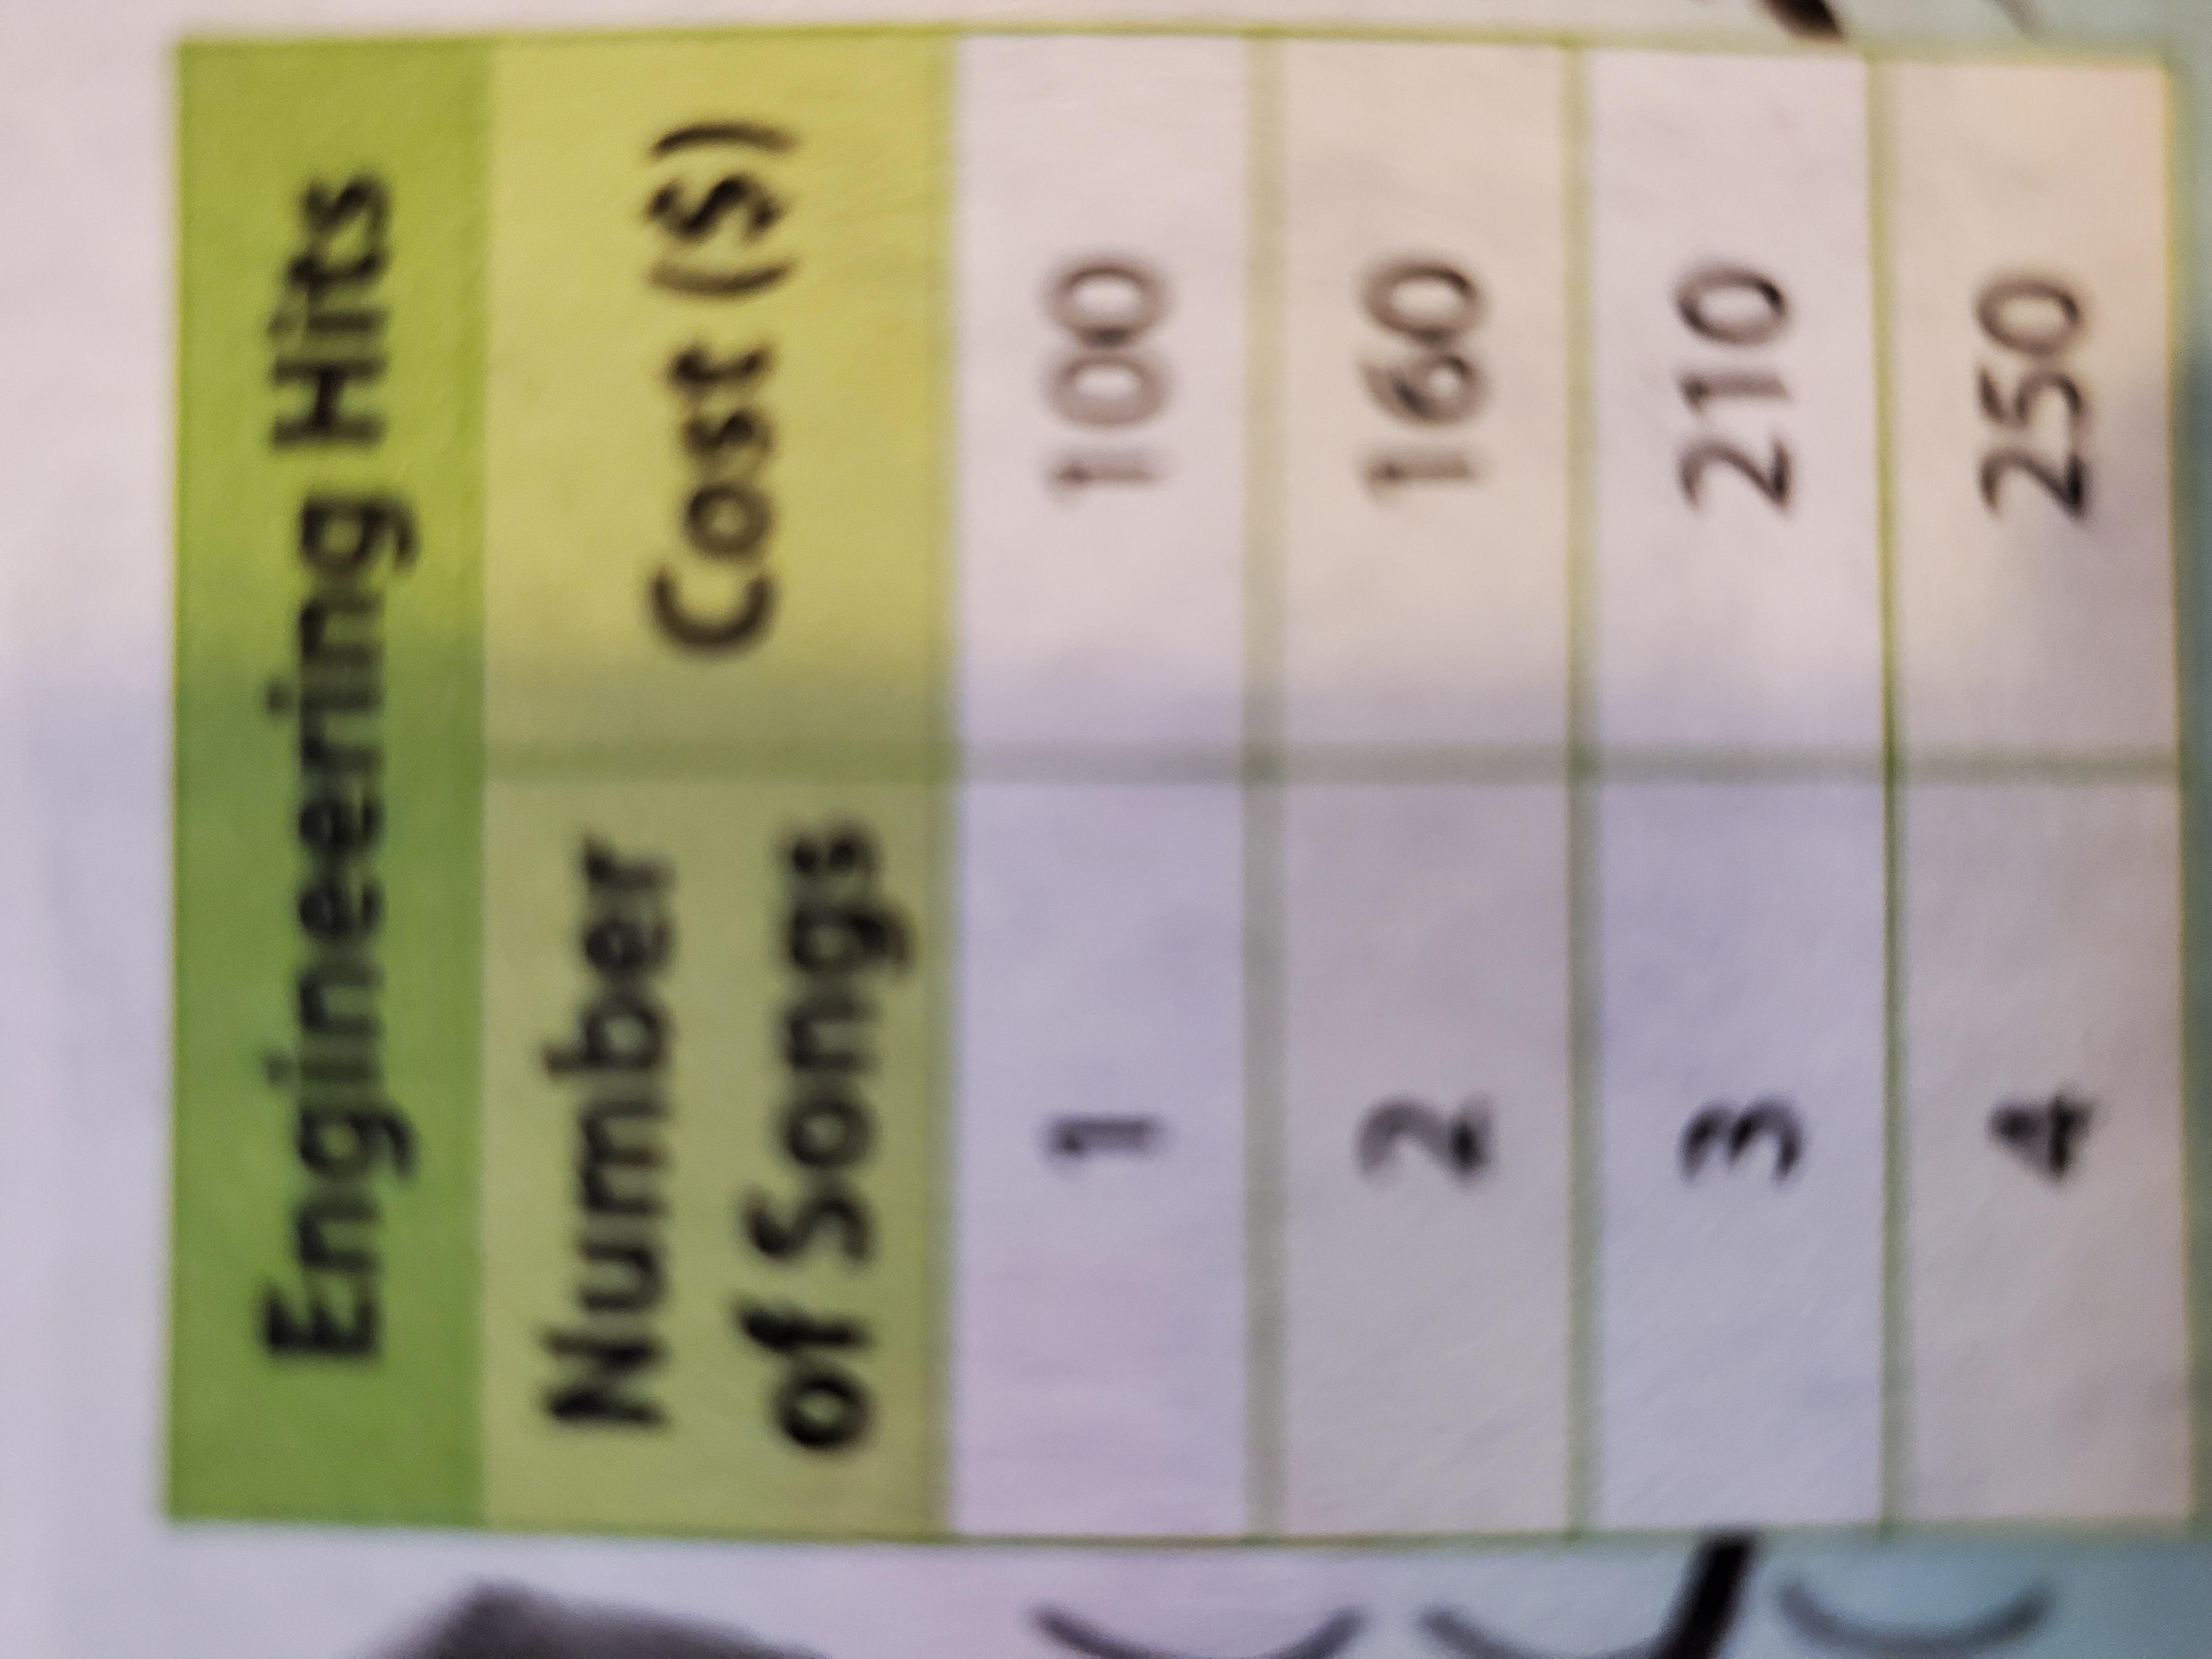 Engineering Hits
Number of Songs Cost ($)
1 100
2 160
3 210
4 250